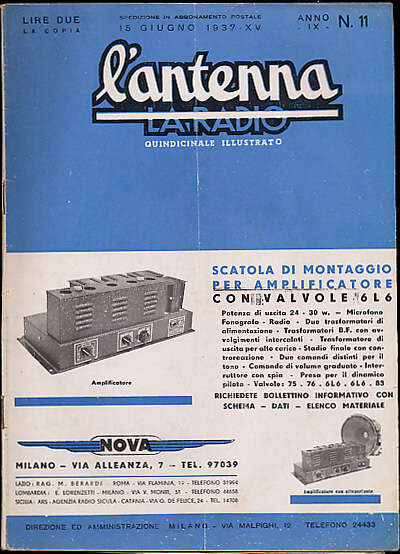 LIRE DUE
LA COPIA
SPEDIZIONE IN ABBONAMENTO POSTALE
15 GIUGNO 1937-XV
ANNO
- IX -
N. 11
l'antenna
LA RADIO
QUINDICINALE ILLUSTRATO
SCATOLA DI MONTAGGIO
PER AMPLIFICATORE
CON VALVOLE 6L6
Potenza di uscita 24 - 30 w. — Microfono
Fonografo - Radio - Due trasformatori di
alimentazione - Trasformatori B.F. con av-
volgimenti intercalati - Trasformatore di
uscita per alto carico - Stadio finale con con-
troreazione - Due comandi distinti per il
tono - Comando di volume graduato - Inter-
ruttore con spia - Presa per il dinamico
pilota - Valvole: 75 . 76 . 6L6 . 6L6 . 83
RICHIEDETE BOLLETTINO INFORMATIVO CON
SCHEMA - DATI - ELENCO MATERIALE
Amplificatore
NOVA
MILANO - VIA ALLEANZA, 7 - TEL. 97039
LAZIO: RAG. M. BERARDI - ROMA - VIA FLAMINIA, 19 - TELEFONO 31994
LOMBARDIA: E. LORENZETTI - MILANO - VIA V. MONTI, 51 - TELEFONO 44658
SICILIA: ARS - AGENZIA RADIO SICULA - CATANIA - VIA G. DE FELICE, 24 - TEL. 14708
Amplificatore con altoparlante
DIREZIONE ED AMMINISTRAZIONE MILANO - VIA MALPIGHI, 12 TELEFONO 24433